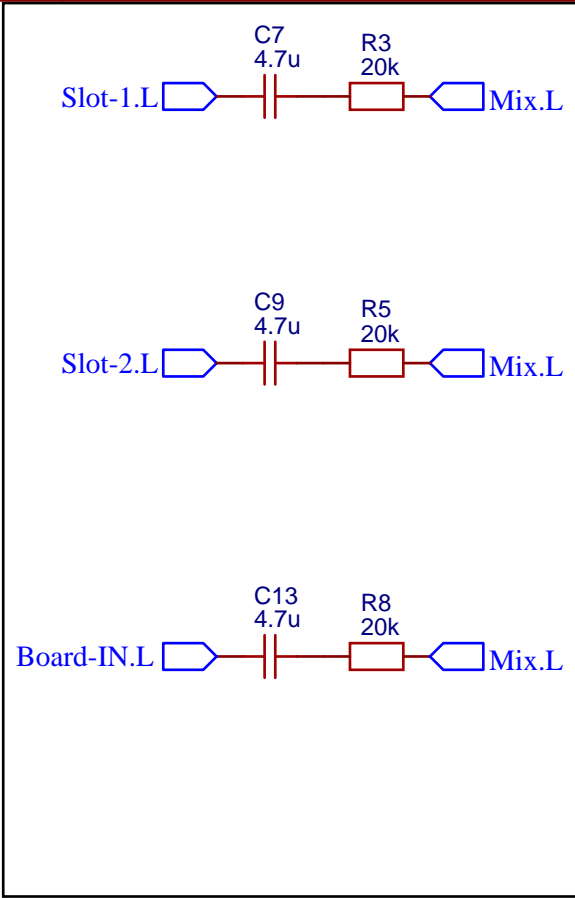 C7
4.7u
R3
20k
Slot-1.L
Mix.L
C9
4.7u
R5
20k
Slot-2.L
Mix.L
C13
4.7u
R8
20k
Board-IN.L
Mix.L